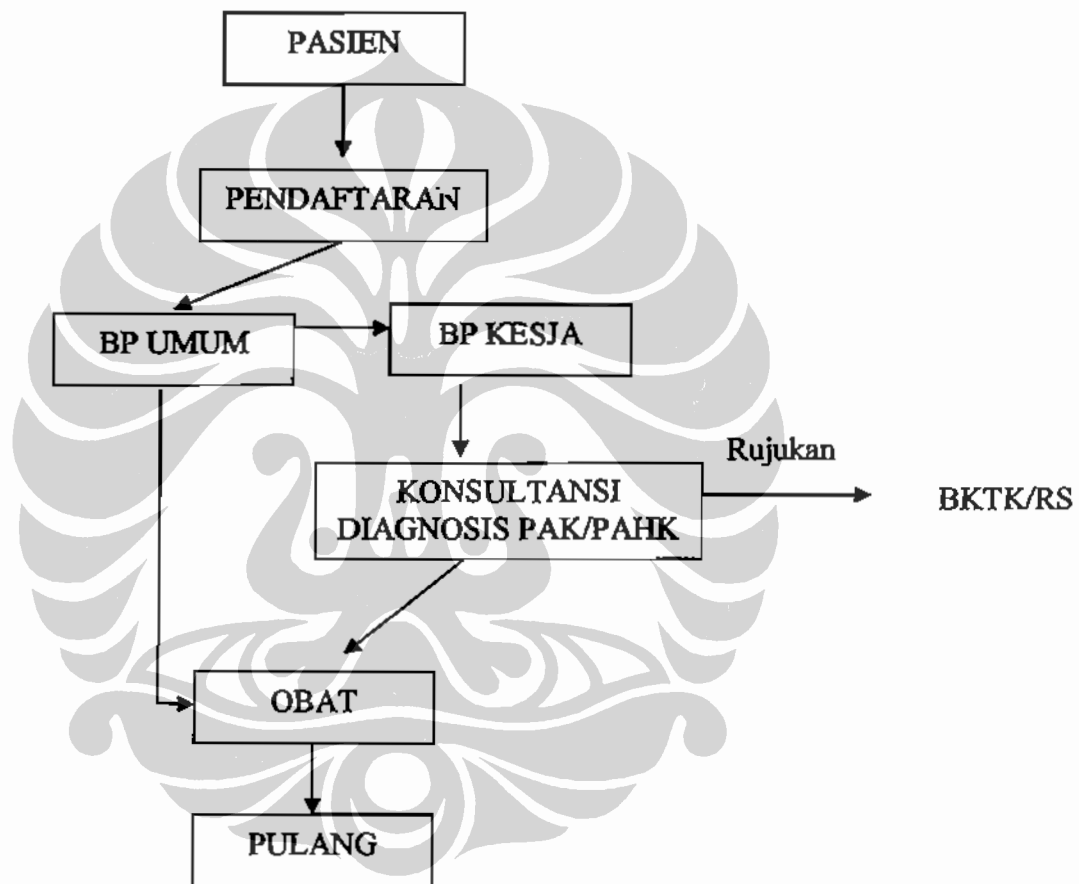 PASIEN
PENDAFTARAN
BP UMUM
BP KESJA
KONSULTANSI
DIAGNOSIS PAK/PAHK
Rujukan
BKTK/RS
OBAT
PULANG